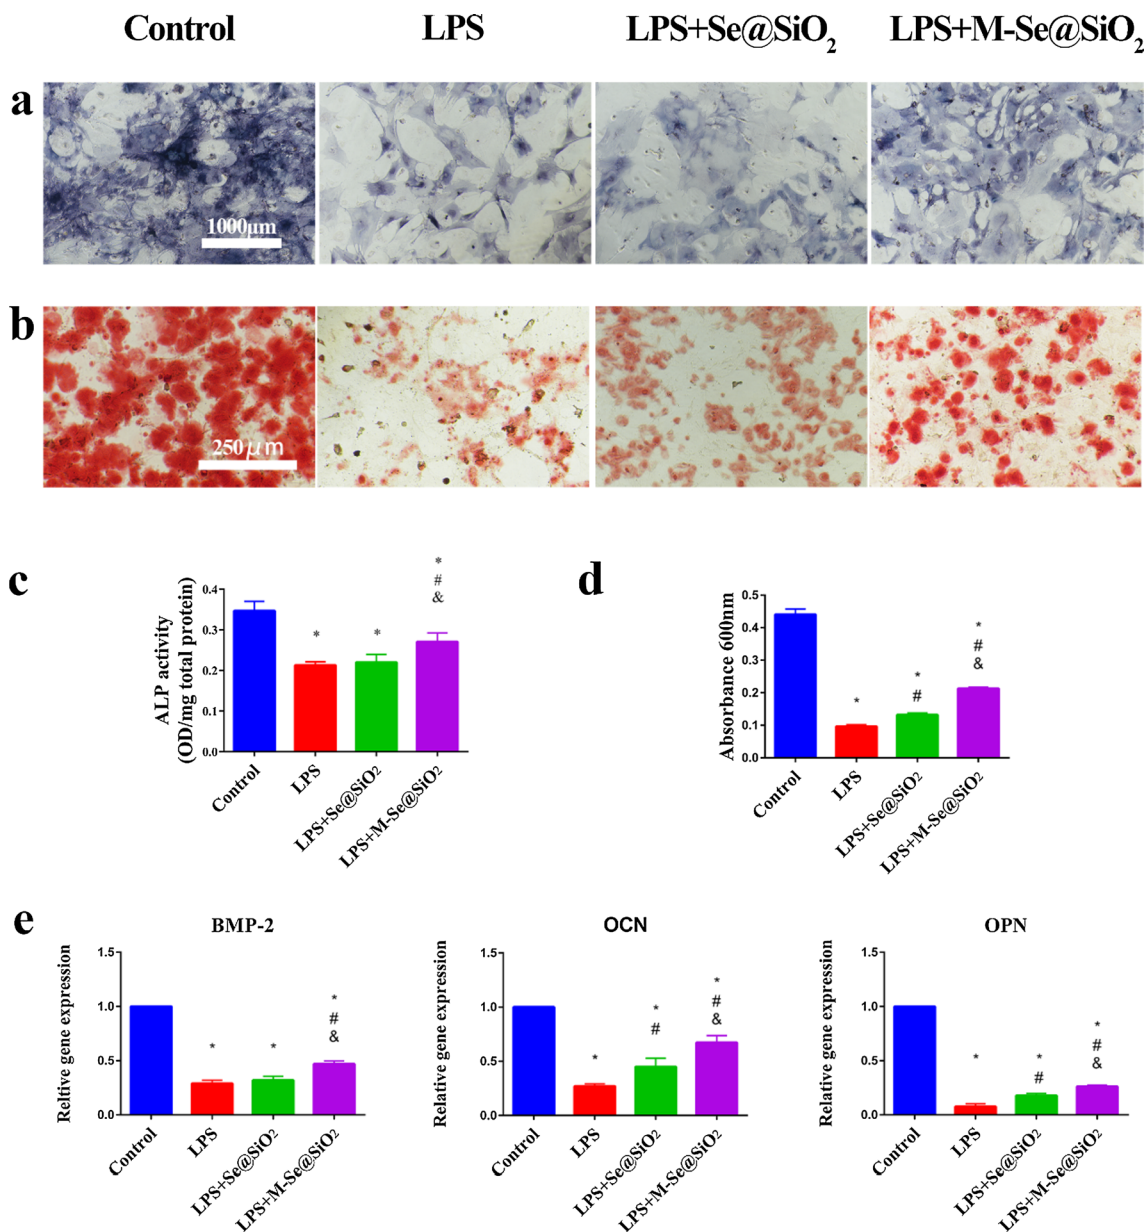 Control LPS LPS+Se@SiO2 LPS+M-Se@SiO2
a
1000μm
b
250μm
c
ALP activity
(OD/mg total protein)
0.4
0.3
0.2
0.1
0.0
*
*
*
#
&
Control
LPS
LPS+Se@SiO2
LPS+M-Se@SiO2
d
Absorbance 600nm
0.5
0.4
0.3
0.2
0.1
0.0
*
*
#
*
#
&
Control
LPS
LPS+Se@SiO2
LPS+M-Se@SiO2
e
BMP-2
Reltive gene expression
1.5
1.0
0.5
0.0
*
*
*
#
&
Control
LPS
LPS+Se@SiO2
LPS+M-Se@SiO2
OCN
Relative gene expression
1.5
1.0
0.5
0.0
*
*
#
*
#
&
Control
LPS
LPS+Se@SiO2
LPS+M-Se@SiO2
OPN
Relative gene expression
1.5
1.0
0.5
0.0
*
*
#
*
#
&
Control
LPS
LPS+Se@SiO2
LPS+M-Se@SiO2